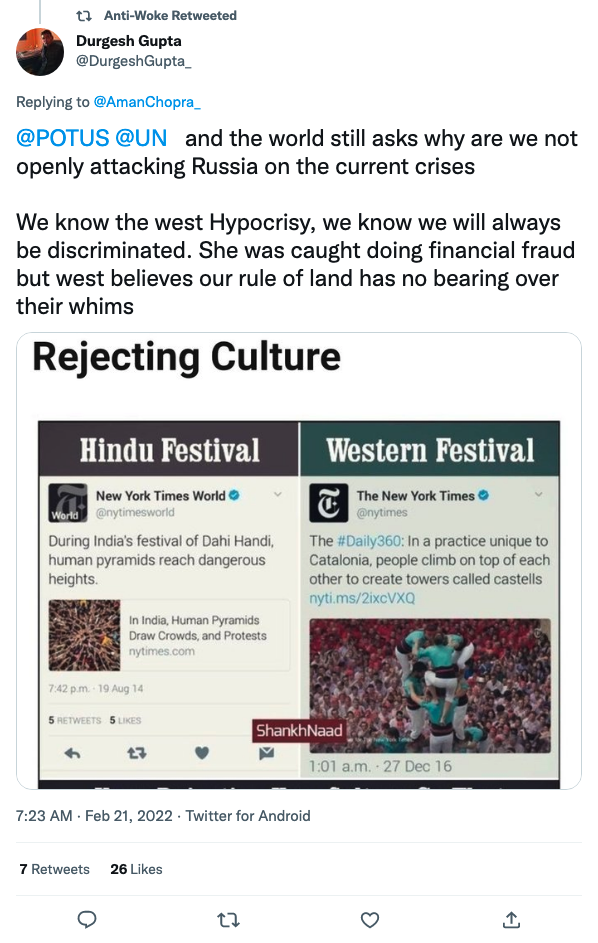 Anti-Woke Retweeted
Durgesh Gupta
@DurgeshGupta_
Replying to @AmanChopra_
@POTUS @UN and the world still asks why are we not
openly attacking Russia on the current crises
We know the west Hypocrisy, we know we will always
be discriminated. She was caught doing financial fraud
but west believes our rule of land has no bearing over
their whims
Rejecting Culture
Hindu Festival
World
New York Times World
@nytimesworld
During India's festival of Dahi Handi,
human pyramids reach dangerous
heights.
In India, Human Pyramids
Draw Crowds, and Protests
nytimes.com
7:42 p.m. · 19 Aug 14
5 RETWEETS 5 LIKES
Western Festival
The New York Times
@nytimes
The #Daily360: In a practice unique to
Catalonia, people climb on top of each
other to create towers called castells
nyti.ms/2ixcVXQ
ShankhNaad
1:01 a.m. · 27 Dec 16
7:23 AM · Feb 21, 2022 · Twitter for Android
7 Retweets 26 Likes